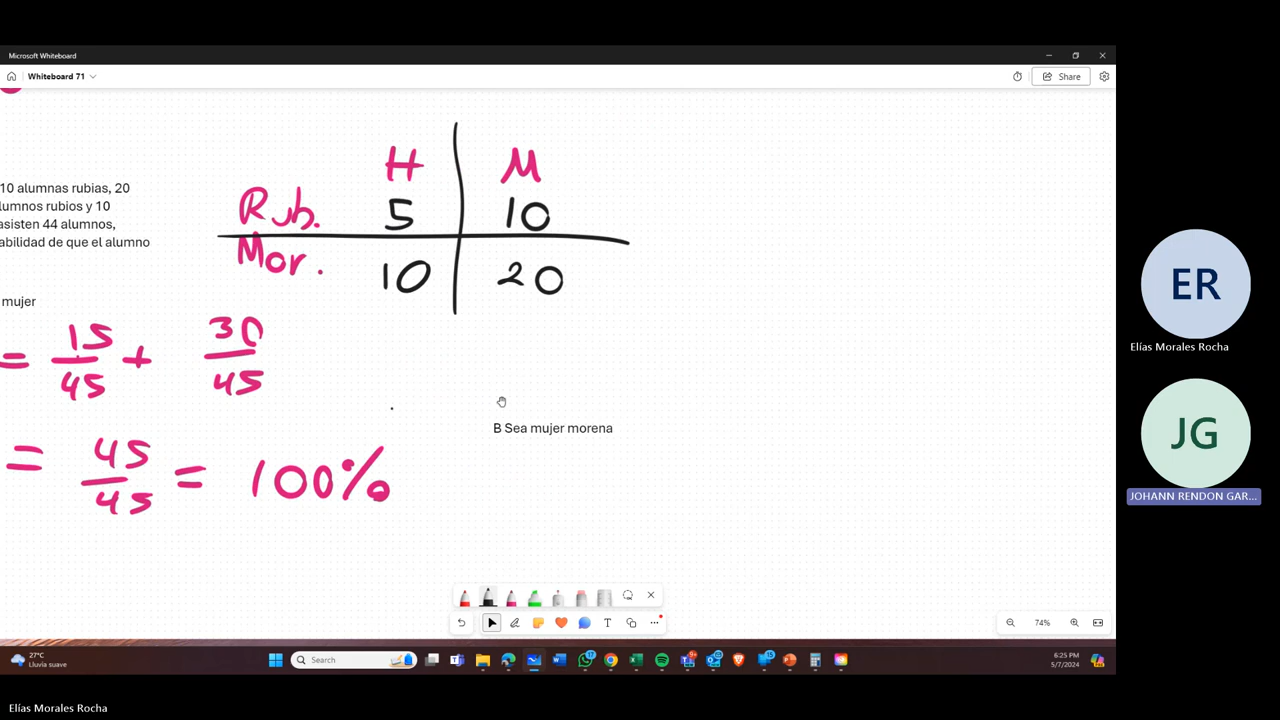 Microsoft Whiteboard
Whiteboard 71
Share
10 alumnas rubias, 20
lumnos rubios y 10
asisten 44 alumnos,
abilidad de que el alumno
mujer
H M
Rub. 5 10
Mor. 10 20
= 15/45 + 30/45
= 45/45 = 100%
B Sea mujer morena
74%
ER
Elías Morales Rocha
JG
JOHANN RENDON GAR...
27°C
Lluvia suave
Search
6:25 PM
5/7/2024
Elías Morales Rocha